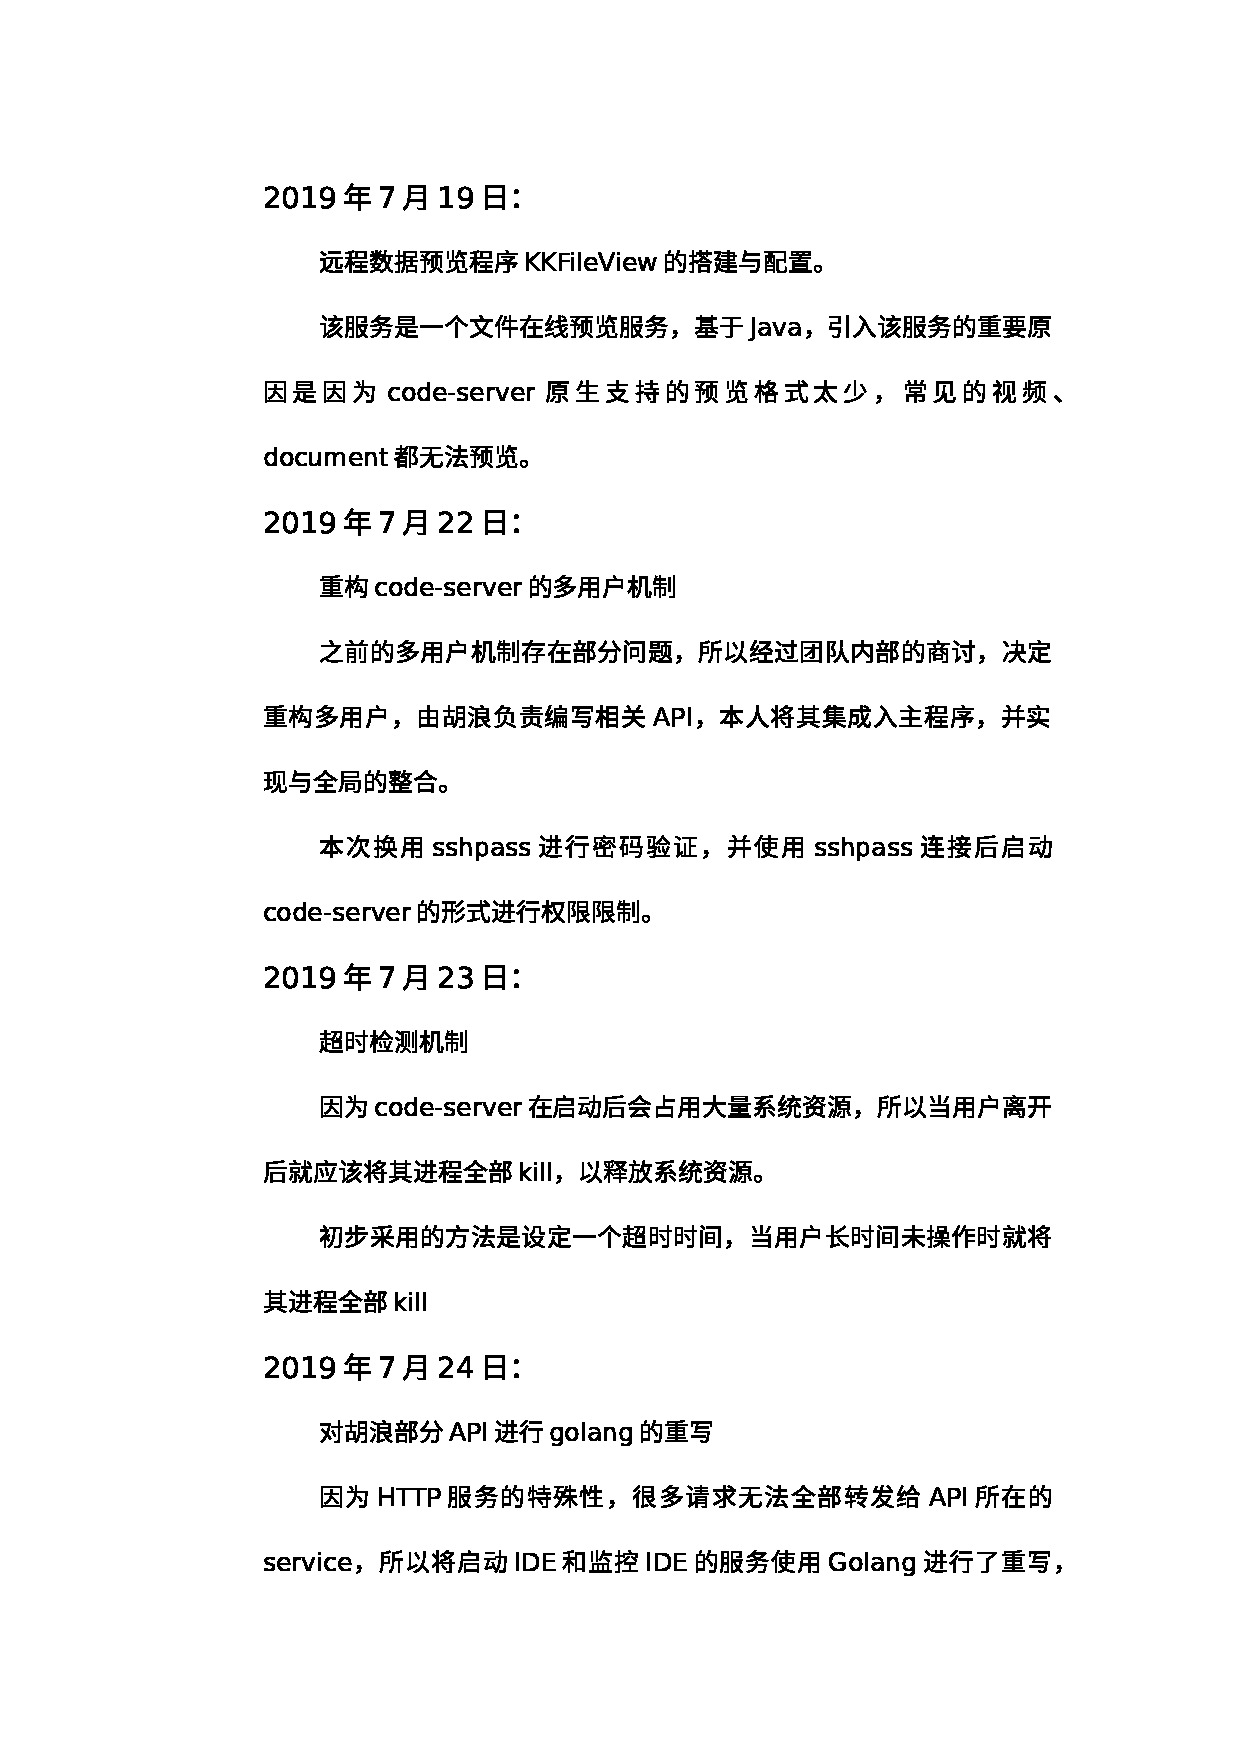 2019 年 7 月 19 日：
远程数据预览程序 KKFileView 的搭建与配置。
该服务是一个文件在线预览服务，基于 Java，引入该服务的重要原
因是因为 code-server 原生支持的预览格式太少，常见的视频、
document 都无法预览。
2019 年 7 月 22 日：
重构 code-server 的多用户机制
之前的多用户机制存在部分问题，所以经过团队内部的商讨，决定
重构多用户，由胡浪负责编写相关 API，本人将其集成入主程序，并实
现与全局的整合。
本次换用 sshpass 进行密码验证，并使用 sshpass 连接后启动
code-server 的形式进行权限限制。
2019 年 7 月 23 日：
超时检测机制
因为 code-server 在启动后会占用大量系统资源，所以当用户离开
后就应该将其进程全部 kill，以释放系统资源。
初步采用的方法是设定一个超时时间，当用户长时间未操作时就将
其进程全部 kill
2019 年 7 月 24 日：
对胡浪部分 API 进行 golang 的重写
因为 HTTP 服务的特殊性，很多请求无法全部转发给 API 所在的
service，所以将启动 IDE 和监控 IDE 的服务使用 Golang 进行了重写，